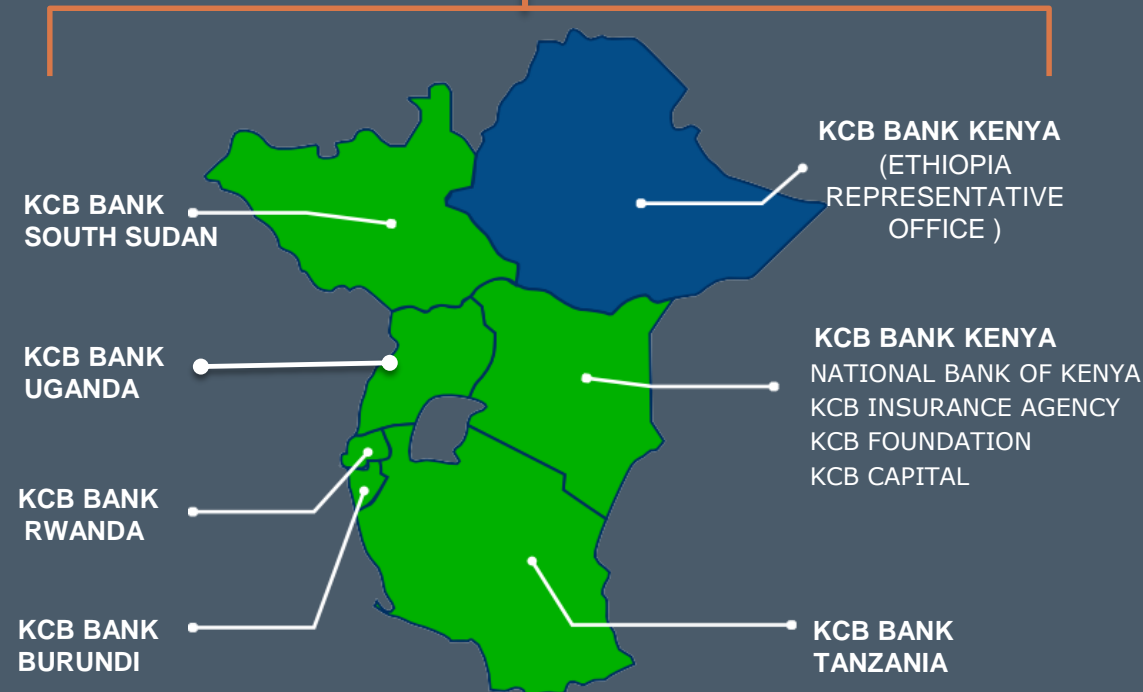 KCB BANK
SOUTH SUDAN
KCB BANK
UGANDA
KCB BANK
RWANDA
KCB BANK
BURUNDI
KCB BANK KENYA
(ETHIOPIA
REPRESENTATIVE
OFFICE )
KCB BANK KENYA
NATIONAL BANK OF KENYA
KCB INSURANCE AGENCY
KCB FOUNDATION
KCB CAPITAL
KCB BANK
TANZANIA